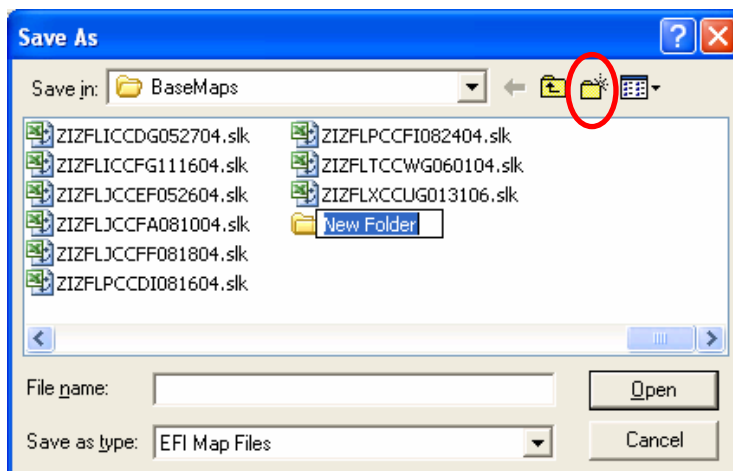 Save As
Save in: BaseMaps
ZIZFLICCDG052704.slk
ZIZFLICCFG111604.slk
ZIZFLJCCEF052604.slk
ZIZFLJCCFA081004.slk
ZIZFLJCCFF081804.slk
ZIZFLPCCDI081604.slk
ZIZFLPCCFI082404.slk
ZIZFLTCCWG060104.slk
ZIZFLXCCUG013106.slk
New Folder
File name:
Open
Save as type: EFI Map Files
Cancel